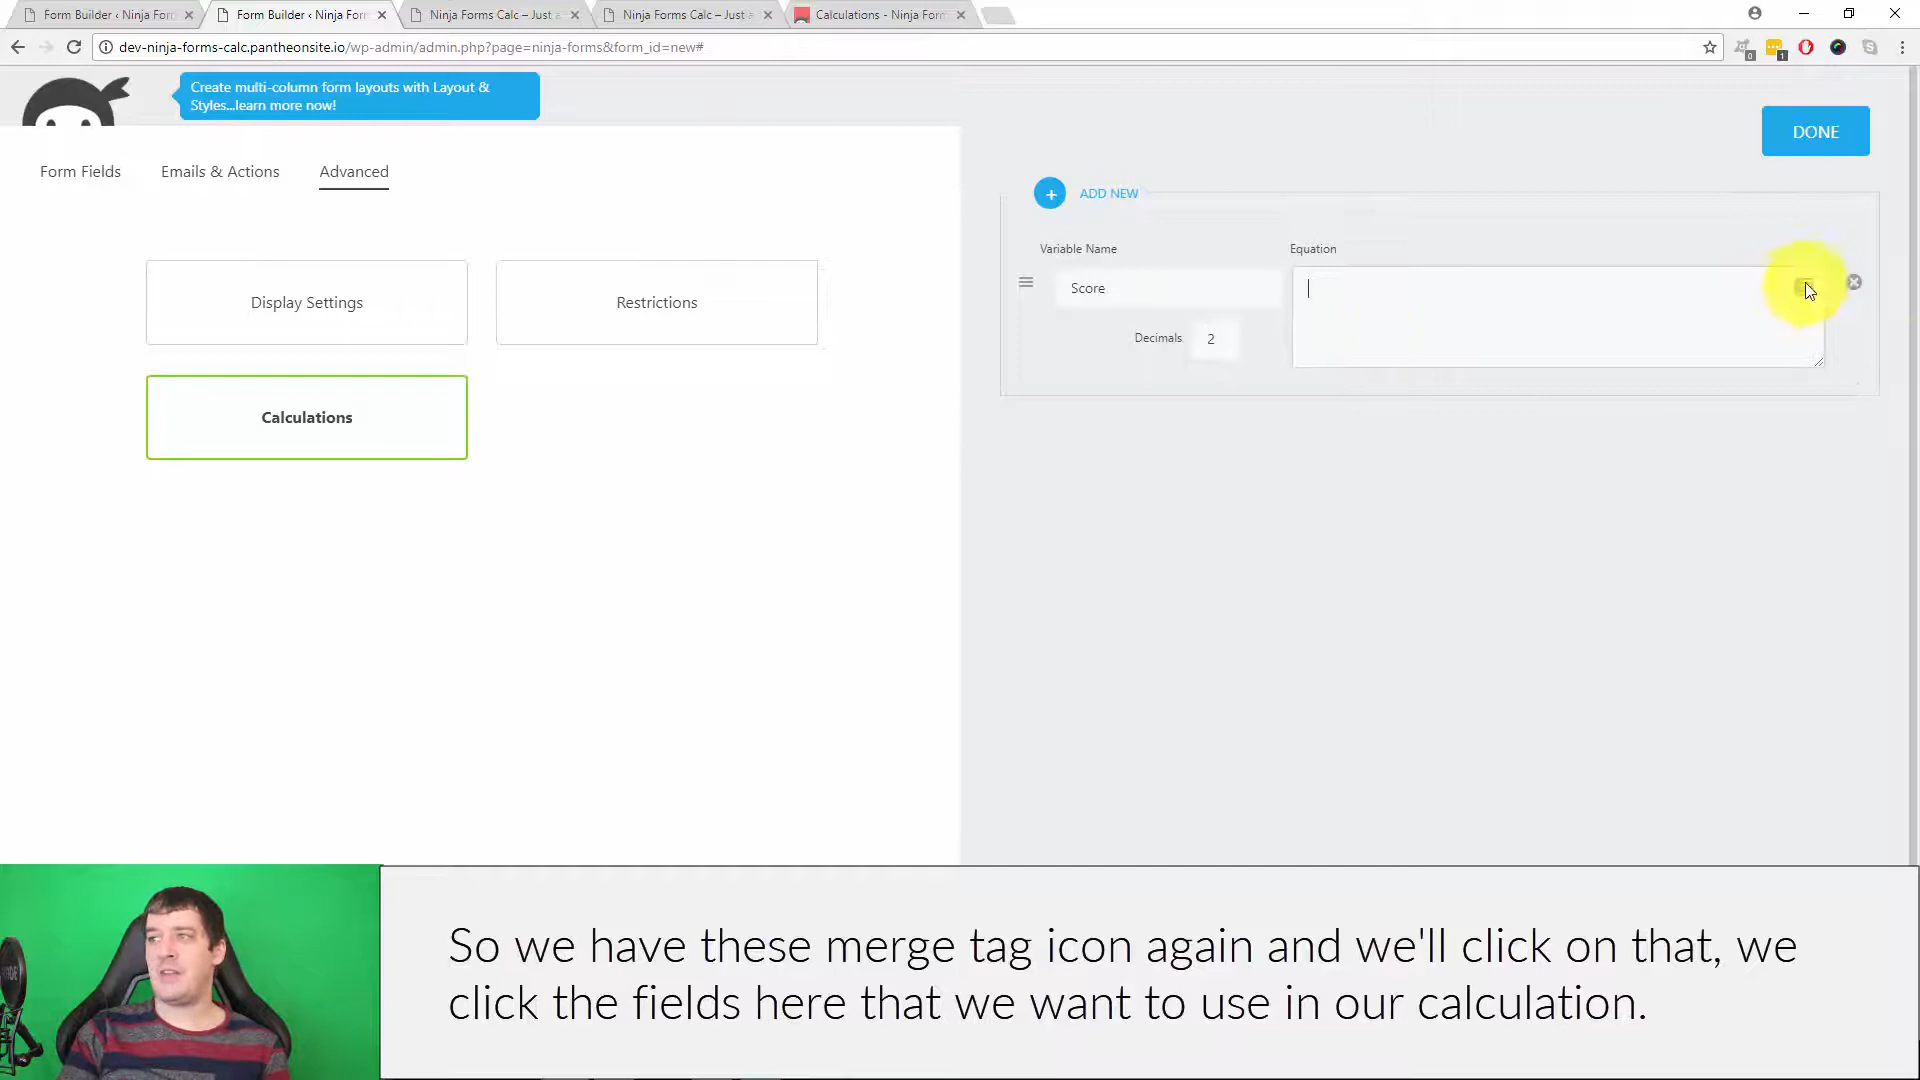 Form Builder ‹ Ninja For
Form Builder ‹ Ninja For
Ninja Forms Calc – Just a
Ninja Forms Calc – Just a
Calculations - Ninja Form
dev-ninja-forms-calc.pantheonsite.io/wp-admin/admin.php?page=ninja-forms&form_id=new#
0
1
Create multi-column form layouts with Layout &
Styles...learn more now!
DONE
Form Fields
Emails & Actions
Advanced
+ ADD NEW
Variable Name
Equation
Display Settings
Restrictions
Score
Decimals
2
Calculations
So we have these merge tag icon again and we'll click on that, we
click the fields here that we want to use in our calculation.